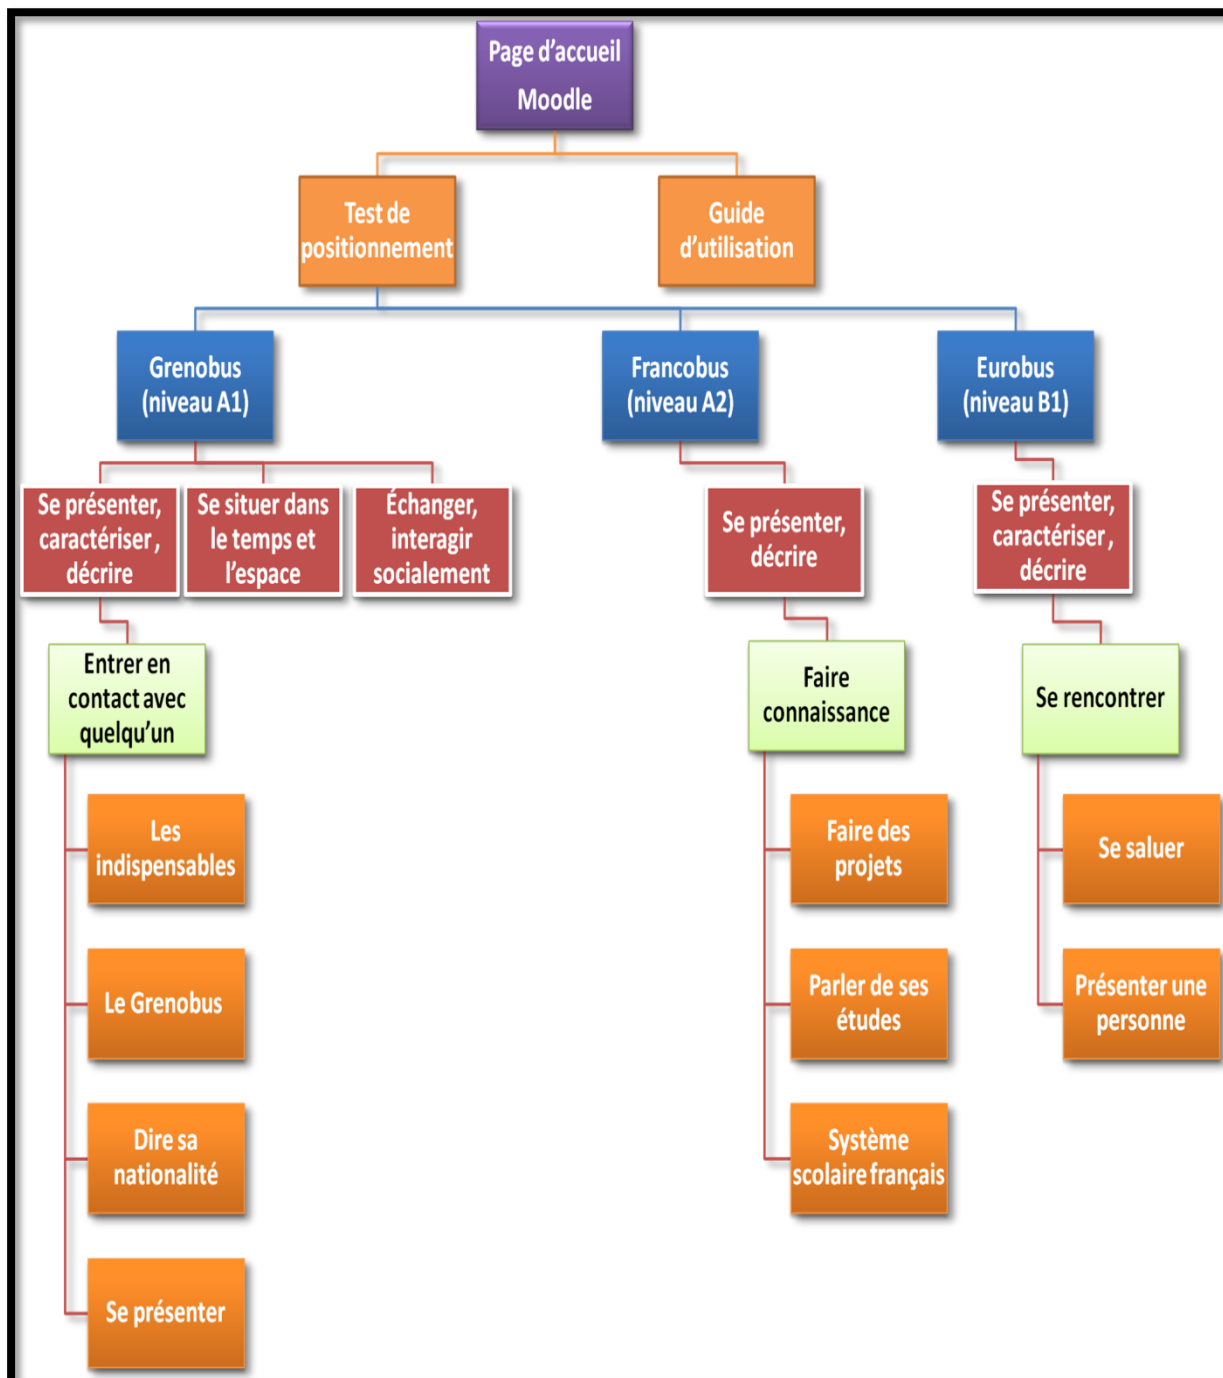 Page d'accueil
Moodle
Test de
positionnement
Guide
d'utilisation
Grenobus
(niveau A1)
Francobus
(niveau A2)
Eurobus
(niveau B1)
Se présenter,
caractériser ,
décrire
Se situer dans
le temps et
l'espace
Échanger,
interagir
socialement
Se présenter,
décrire
Se présenter,
caractériser ,
décrire
Entrer en
contact avec
quelqu'un
Faire
connaissance
Se rencontrer
Les
indispensables
Faire des
projets
Se saluer
Le Grenobus
Parler de ses
études
Présenter une
personne
Dire sa
nationalité
Système
scolaire français
Se présenter